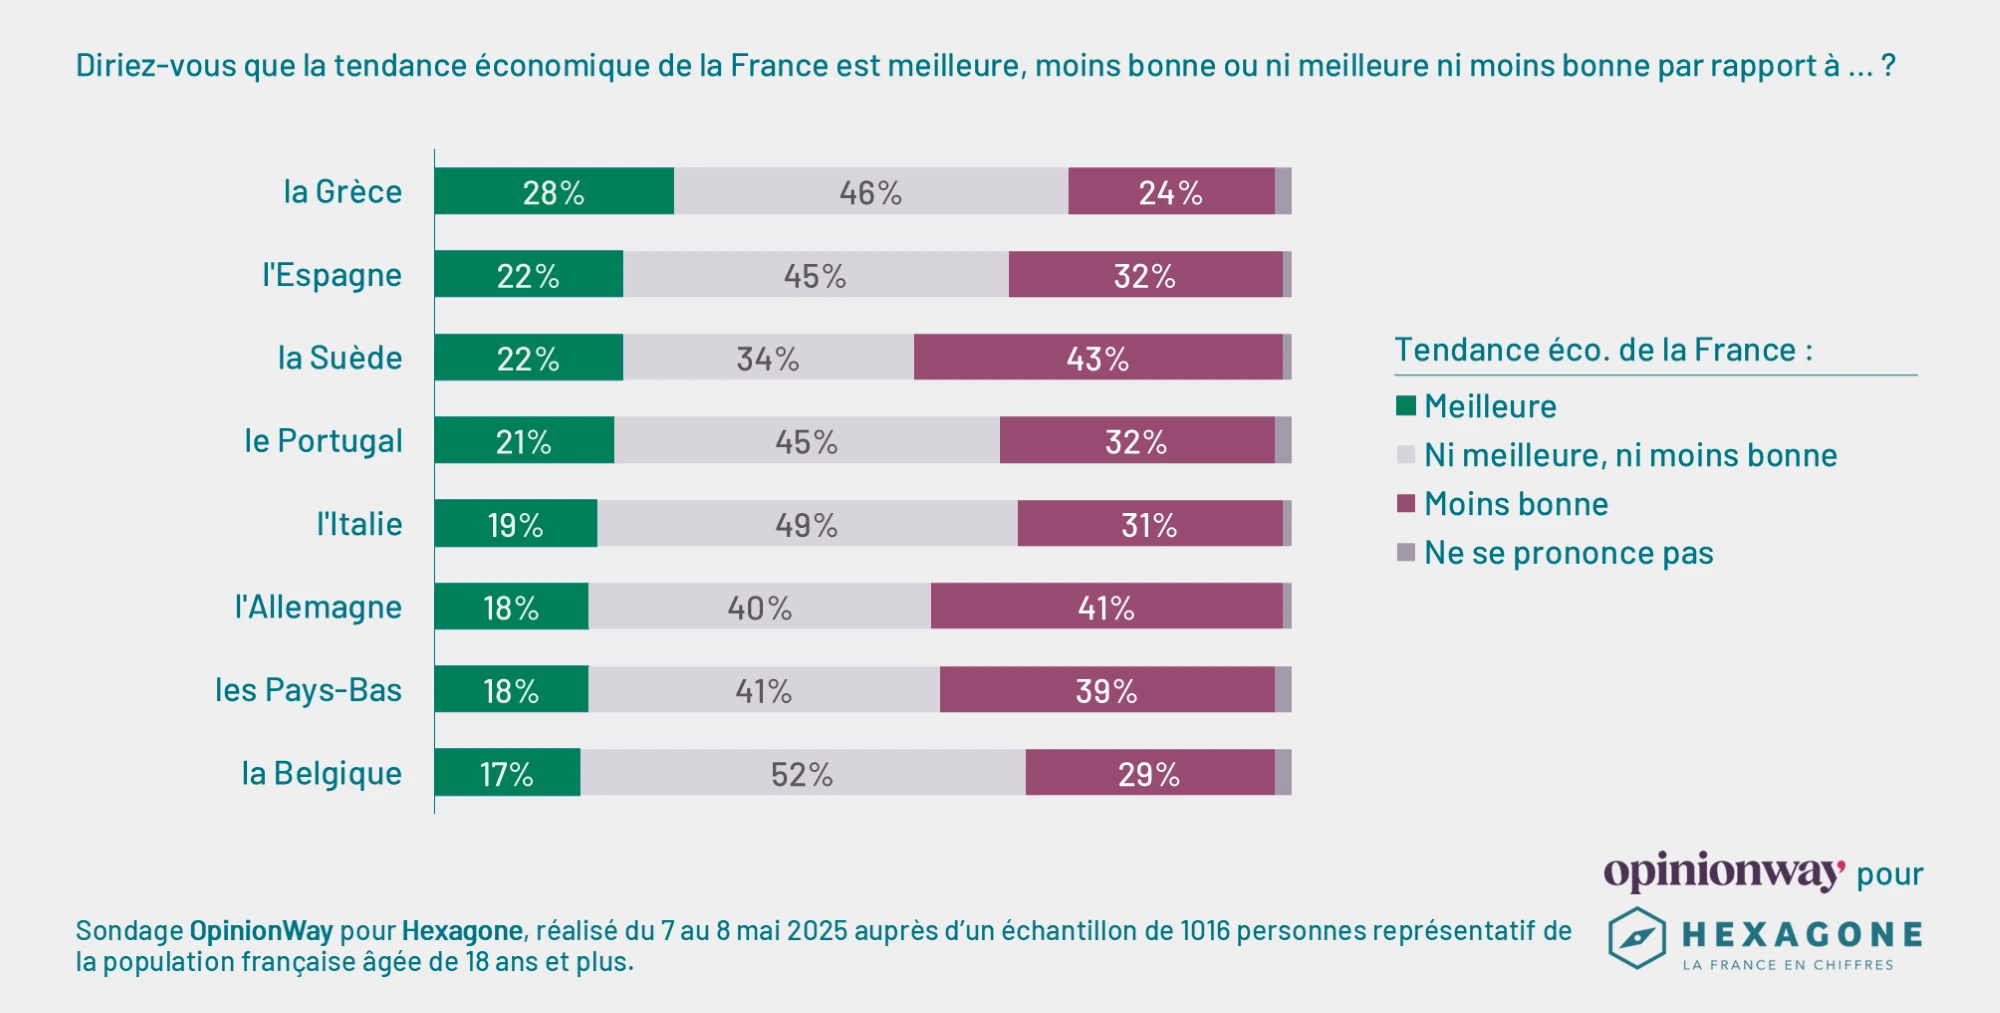 Diriez-vous que la tendance économique de la France est meilleure, moins bonne ou ni meilleure ni moins bonne par rapport à ... ?
la Grèce 28% 46% 24%
l'Espagne 22% 45% 32%
la Suède 22% 34% 43%
le Portugal 21% 45% 32%
l'Italie 19% 49% 31%
l'Allemagne 18% 40% 41%
les Pays-Bas 18% 41% 39%
la Belgique 17% 52% 29%
Tendance éco. de la France :
Meilleure
Ni meilleure, ni moins bonne
Moins bonne
Ne se prononce pas
opinionway pour
HEXAGONE
LA FRANCE EN CHIFFRES
Sondage OpinionWay pour Hexagone, réalisé du 7 au 8 mai 2025 auprès d’un échantillon de 1016 personnes représentatif de
la population française âgée de 18 ans et plus.